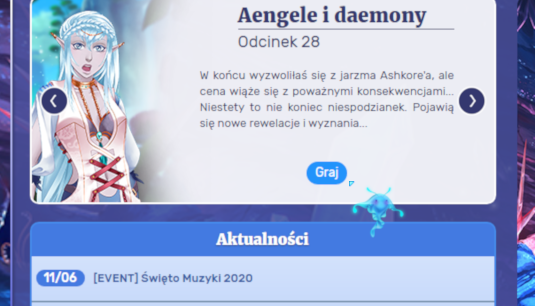 Aengele i daemony
Odcinek 28
W końcu wyzwoliłaś się z jarzma Ashkore'a, ale
cena wiąże się z poważnymi konsekwencjami...
Niestety to nie koniec niespodzianek. Pojawią
się nowe rewelacje i wyznania...
Graj
Aktualności
11/06 [EVENT] Święto Muzyki 2020